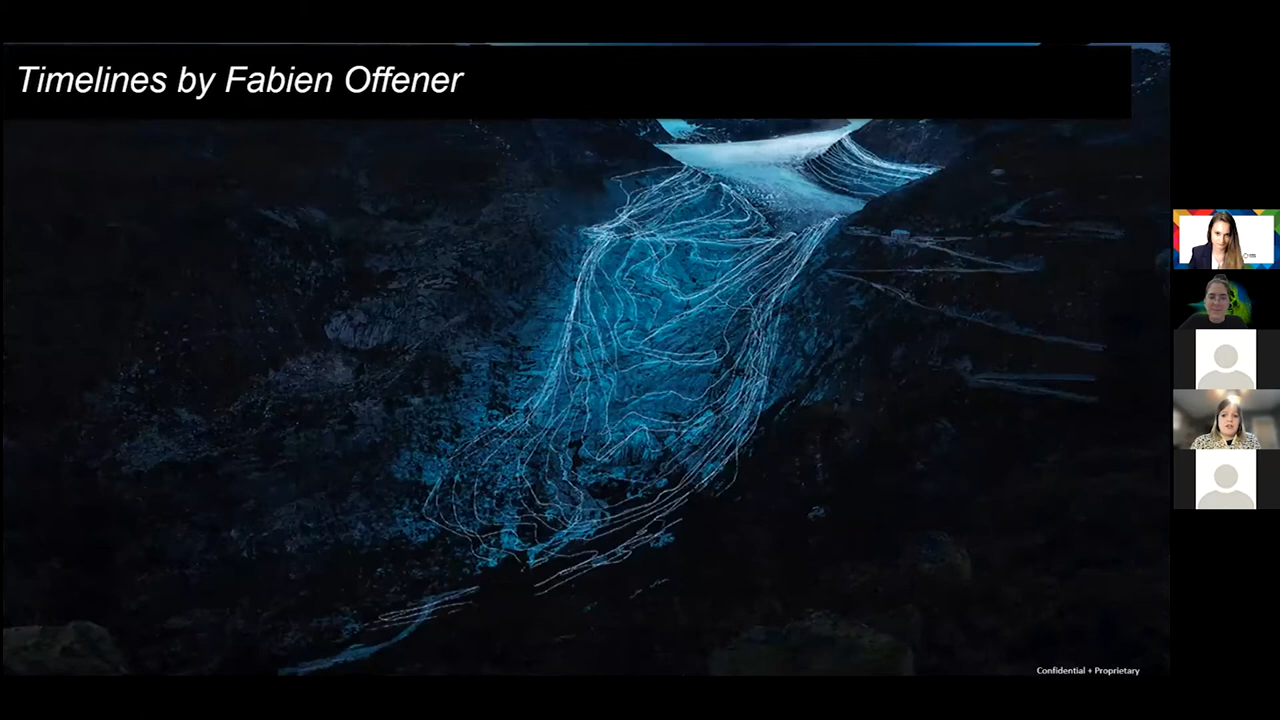 Timelines by Fabien Offener
Confidential + Proprietary